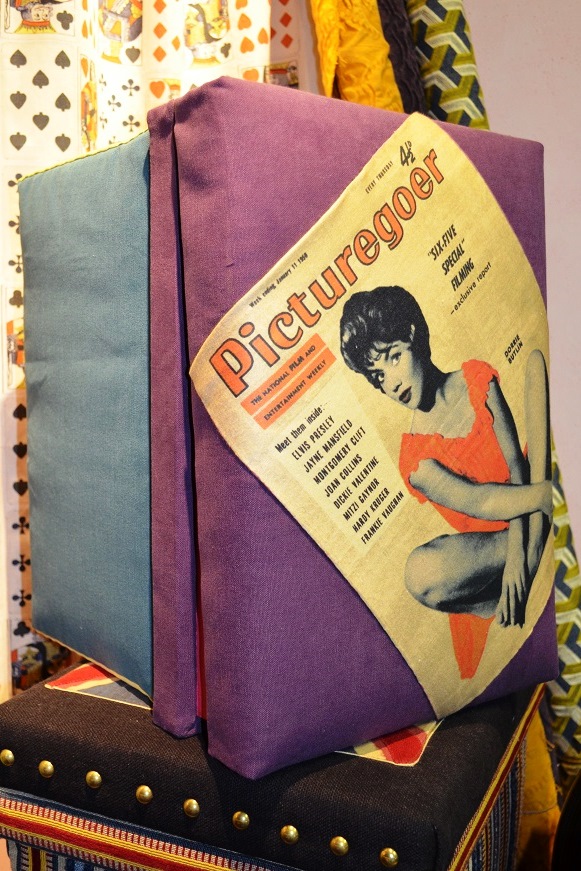 EVERY THURSDAY 4½D
Week ending January 11 1958
Picturegoer
THE NATIONAL FILM AND
ENTERTAINMENT WEEKLY
"SIX-FIVE
SPECIAL"
FILMING
—exclusive report
Meet them inside:—
ELVIS PRESLEY
JAYNE MANSFIELD
MONTGOMERY CLIFT
JOAN COLLINS
DICKIE VALENTINE
MITZI GAYNOR
HARDY KRUGER
FRANKIE VAUGHAN
DORRIE
BUTLIN